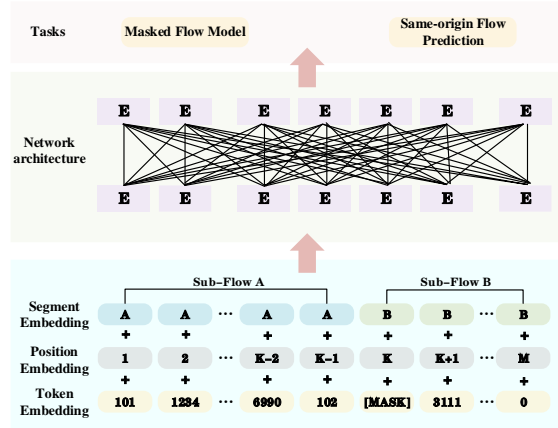 Tasks
Masked Flow Model
Same-origin Flow
Prediction
Network
architecture
E E E E E E E
E E E E E E E
Sub-Flow A
Sub-Flow B
Segment
Embedding
A A ... A A B B ... B
+ + + + + + +
Position
Embedding
1 2 ... K-2 K-1 K K+1 ... M
+ + + + + + +
Token
Embedding
101 1234 ... 6990 102 [MASK] 3111 ... 0